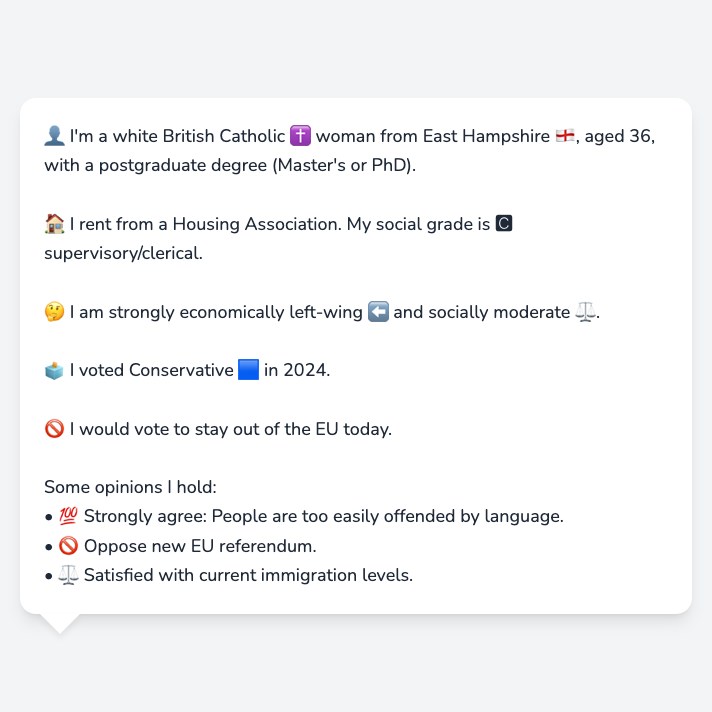 👤 I'm a white British Catholic ✝️ woman from East Hampshire 🏴󠁧󠁢󠁥󠁮󠁧󠁿, aged 36,
with a postgraduate degree (Master's or PhD).
🏠 I rent from a Housing Association. My social grade is 🅲
supervisory/clerical.
🤔 I am strongly economically left-wing ⬅️ and socially moderate ⚖️.
🗳️ I voted Conservative 🟦 in 2024.
🚫 I would vote to stay out of the EU today.
Some opinions I hold:
• 💯 Strongly agree: People are too easily offended by language.
• 🚫 Oppose new EU referendum.
• ⚖️ Satisfied with current immigration levels.